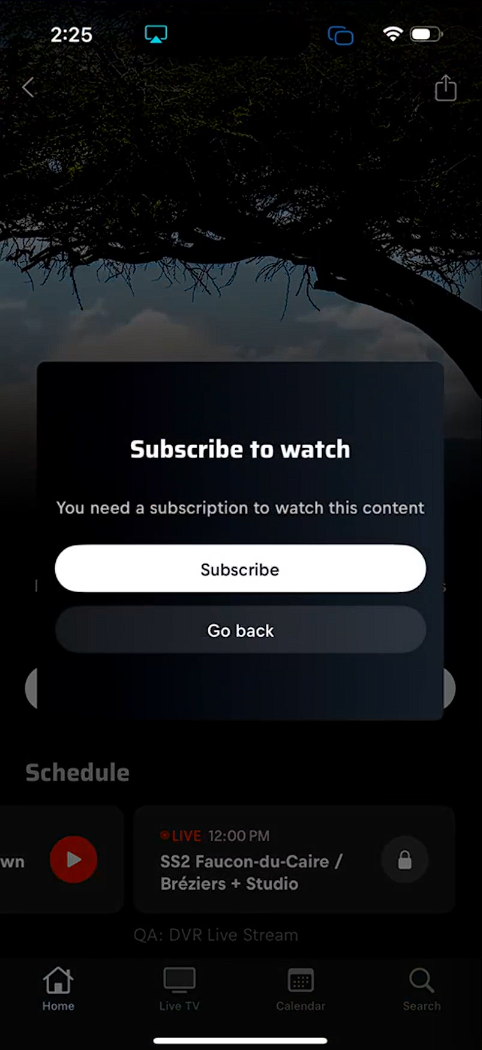 2:25
Subscribe to watch
You need a subscription to watch this content
Subscribe
Go back
Schedule
wn
LIVE 12:00 PM
SS2 Faucon-du-Caire /
Bréziers + Studio
QA: DVR Live Stream
Home
Live TV
Calendar
Search